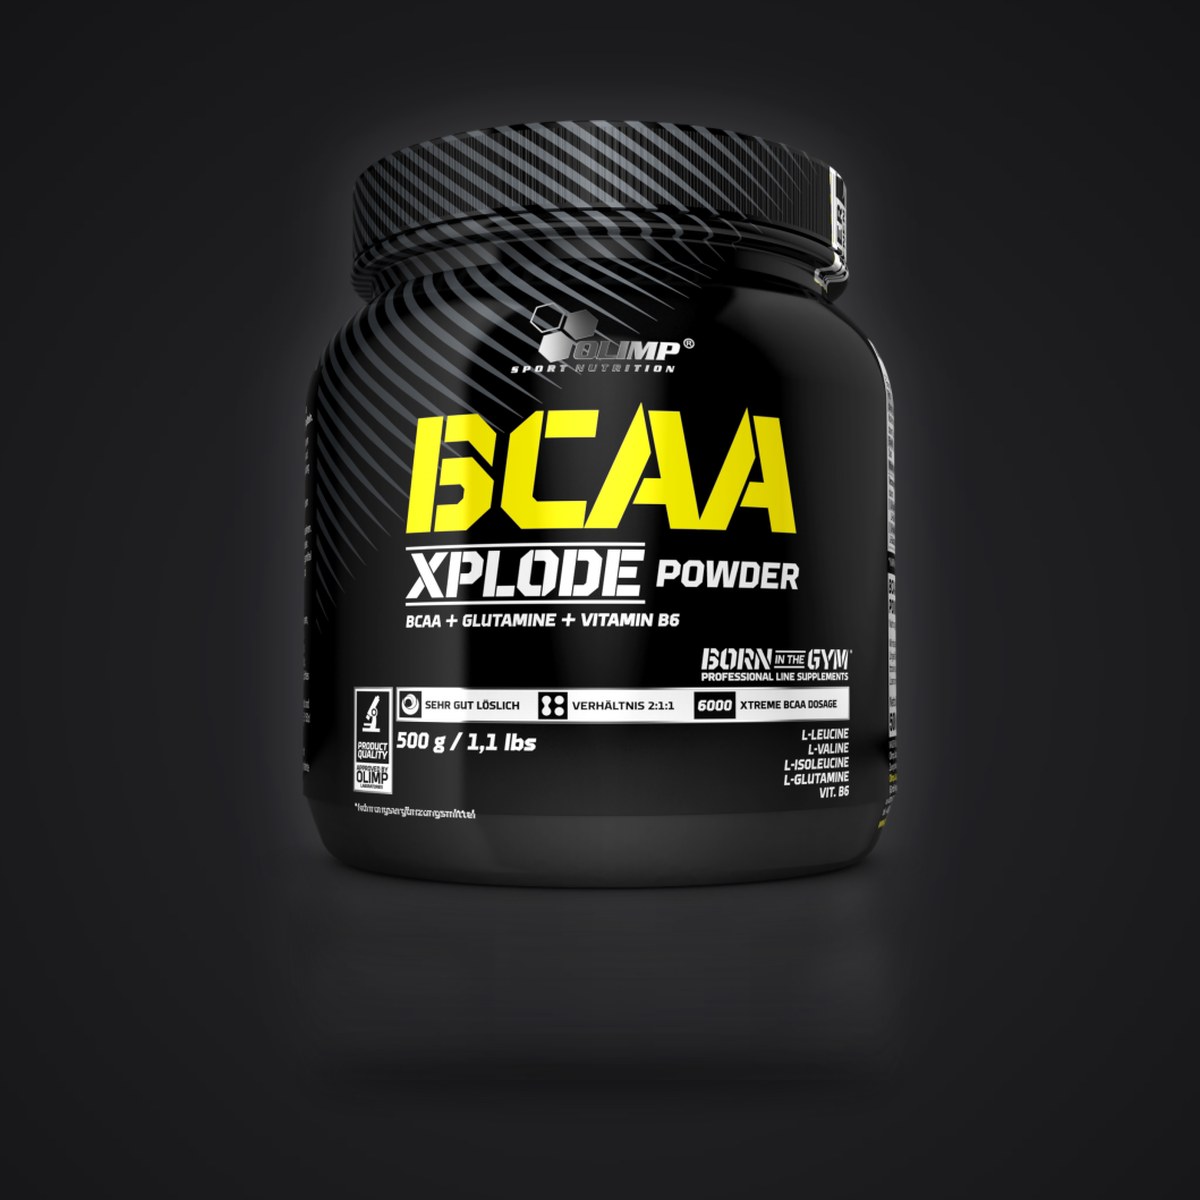 OLIMP®
SPORT NUTRITION
BCAA
XPLODE POWDER
BCAA + GLUTAMINE + VITAMIN B6
BORN IN THE GYM
PROFESSIONAL LINE SUPPLEMENTS
SEHR GUT LÖSLICH VERHÄLTNIS 2:1:1 6000 XTREME BCAA DOSAGE
PRODUCT
QUALITY
APPROVED BY
OLIMP
LABORATORIES
500 g / 1,1 lbs
L-LEUCINE
L-VALINE
L-ISOLEUCINE
L-GLUTAMINE
VIT. B6